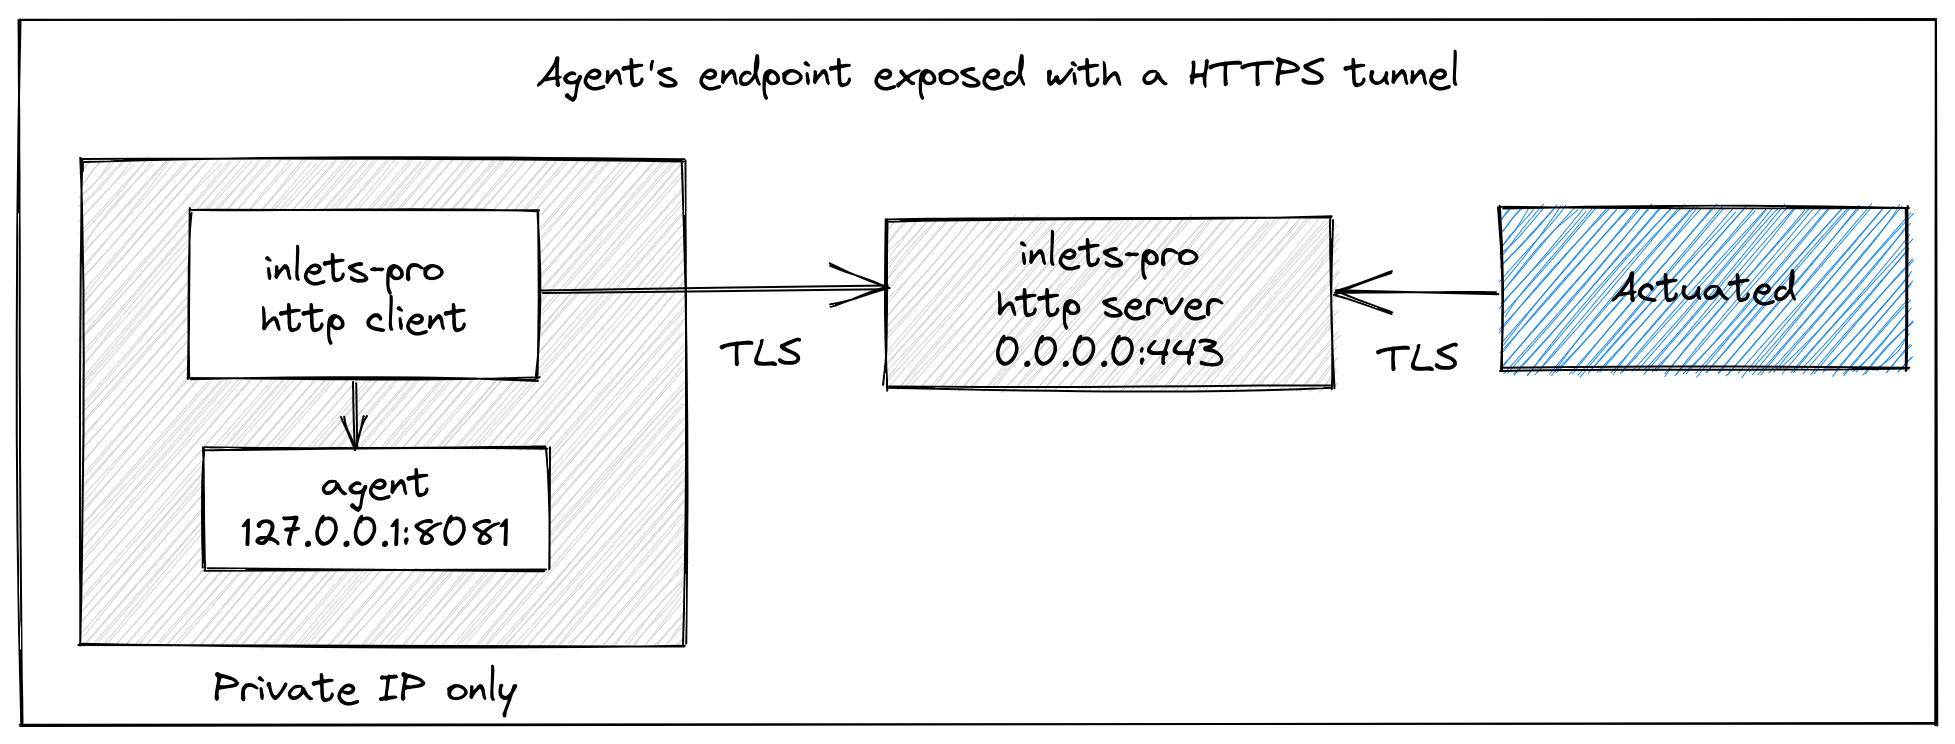 Agent's endpoint exposed with a HTTPS tunnel
inlets-pro
http client
agent
127.0.0.1:8081
Private IP only
TLS
inlets-pro
http server
0.0.0.0:443
TLS
Actuated